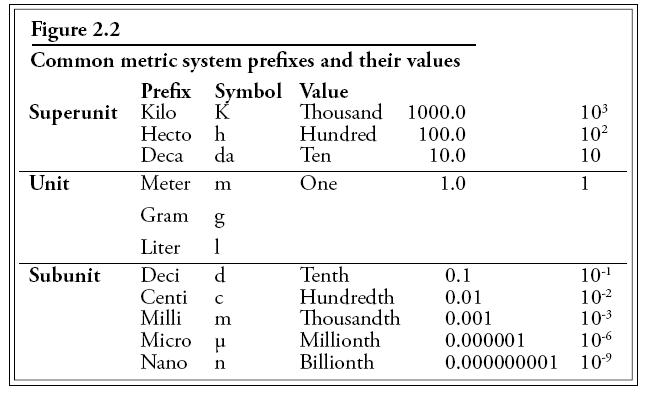 Figure 2.2
Common metric system prefixes and their values
Prefix Symbol Value
Superunit Kilo K Thousand 1000.0 10³
Hecto h Hundred 100.0 10²
Deca da Ten 10.0 10
Unit Meter m One 1.0 1
Gram g
Liter l
Subunit Deci d Tenth 0.1 10⁻¹
Centi c Hundredth 0.01 10⁻²
Milli m Thousandth 0.001 10⁻³
Micro µ Millionth 0.000001 10⁻⁶
Nano n Billionth 0.000000001 10⁻⁹